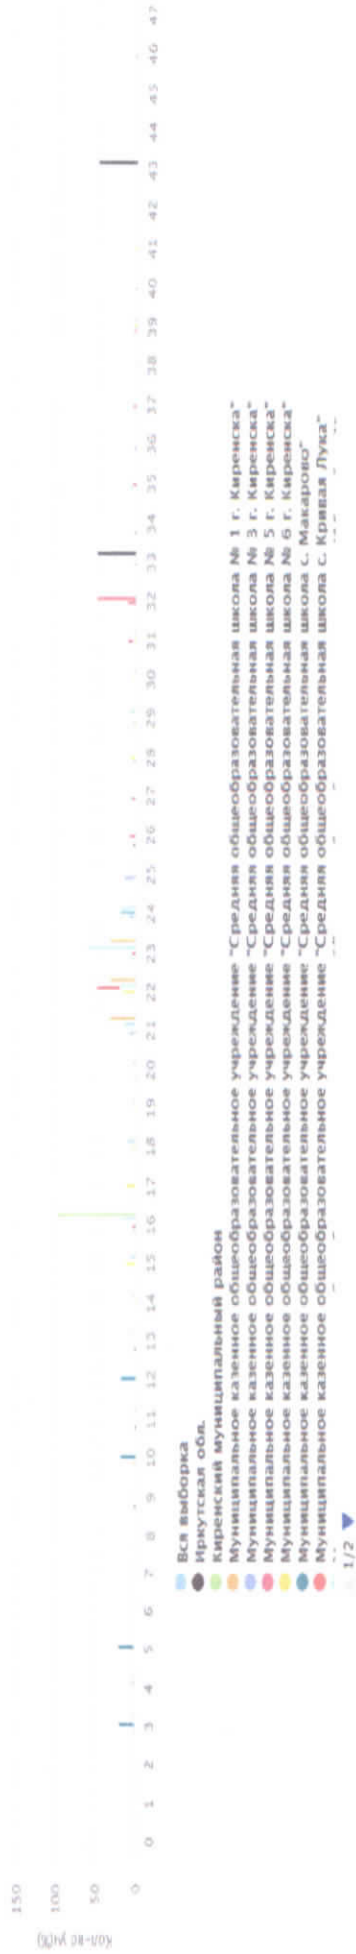 Кол-во уч(%)
150
100
50
0
0 1 2 3 4 5 6 7 8 9 10 11 12 13 14 15 16 17 18 19 20 21 22 23 24 25 26 27 28 29 30 31 32 33 34 35 36 37 38 39 40 41 42 43 44 45 46 47
Вся выборка
Иркутская обл.
Киренский муниципальный район
Муниципальное казенное общеобразовательное учреждение "Средняя общеобразовательная школа № 1 г. Киренска"
Муниципальное казенное общеобразовательное учреждение "Средняя общеобразовательная школа № 3 г. Киренска"
Муниципальное казенное общеобразовательное учреждение "Средняя общеобразовательная школа № 5 г. Киренска"
Муниципальное казенное общеобразовательное учреждение "Средняя общеобразовательная школа № 6 г. Киренска"
Муниципальное казенное общеобразовательное учреждение "Средняя общеобразовательная школа с. Макарово"
Муниципальное казенное общеобразовательное учреждение "Средняя общеобразовательная школа с. Кривая Лука"
1/2